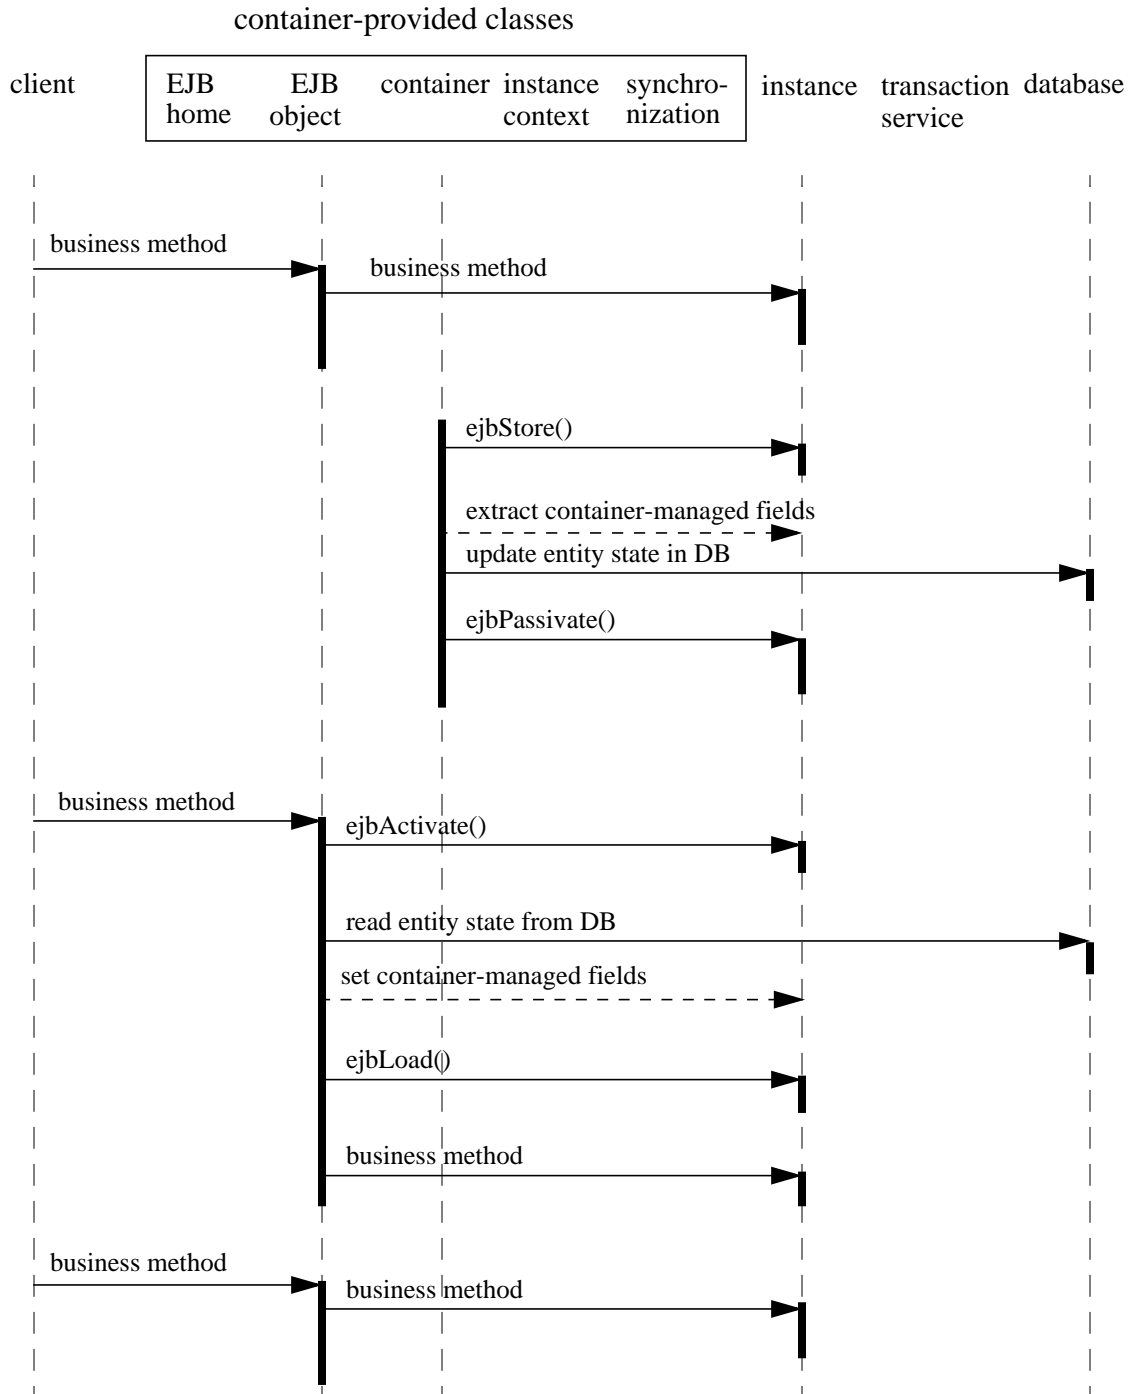 container-provided classes
client EJB EJB container instance synchro- instance transaction database
home object context nization service
business method
business method
ejbStore()
extract container-managed fields
update entity state in DB
ejbPassivate()
business method
ejbActivate()
read entity state from DB
set container-managed fields
ejbLoad()
business method
business method
business method